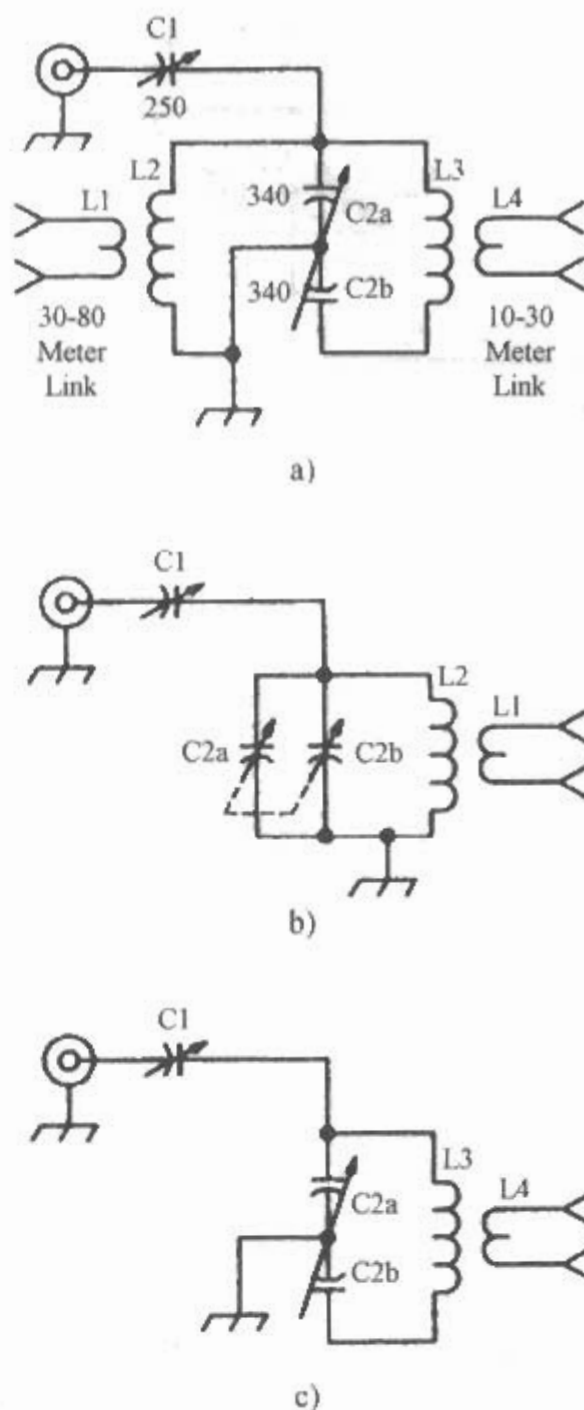 C1
250
L2
L3
L1
340
C2a
L4
340
C2b
30-80
Meter
Link
10-30
Meter
Link
a)
C1
L2
C2a
C2b
L1
b)
C1
L3
C2a
L4
C2b
c)